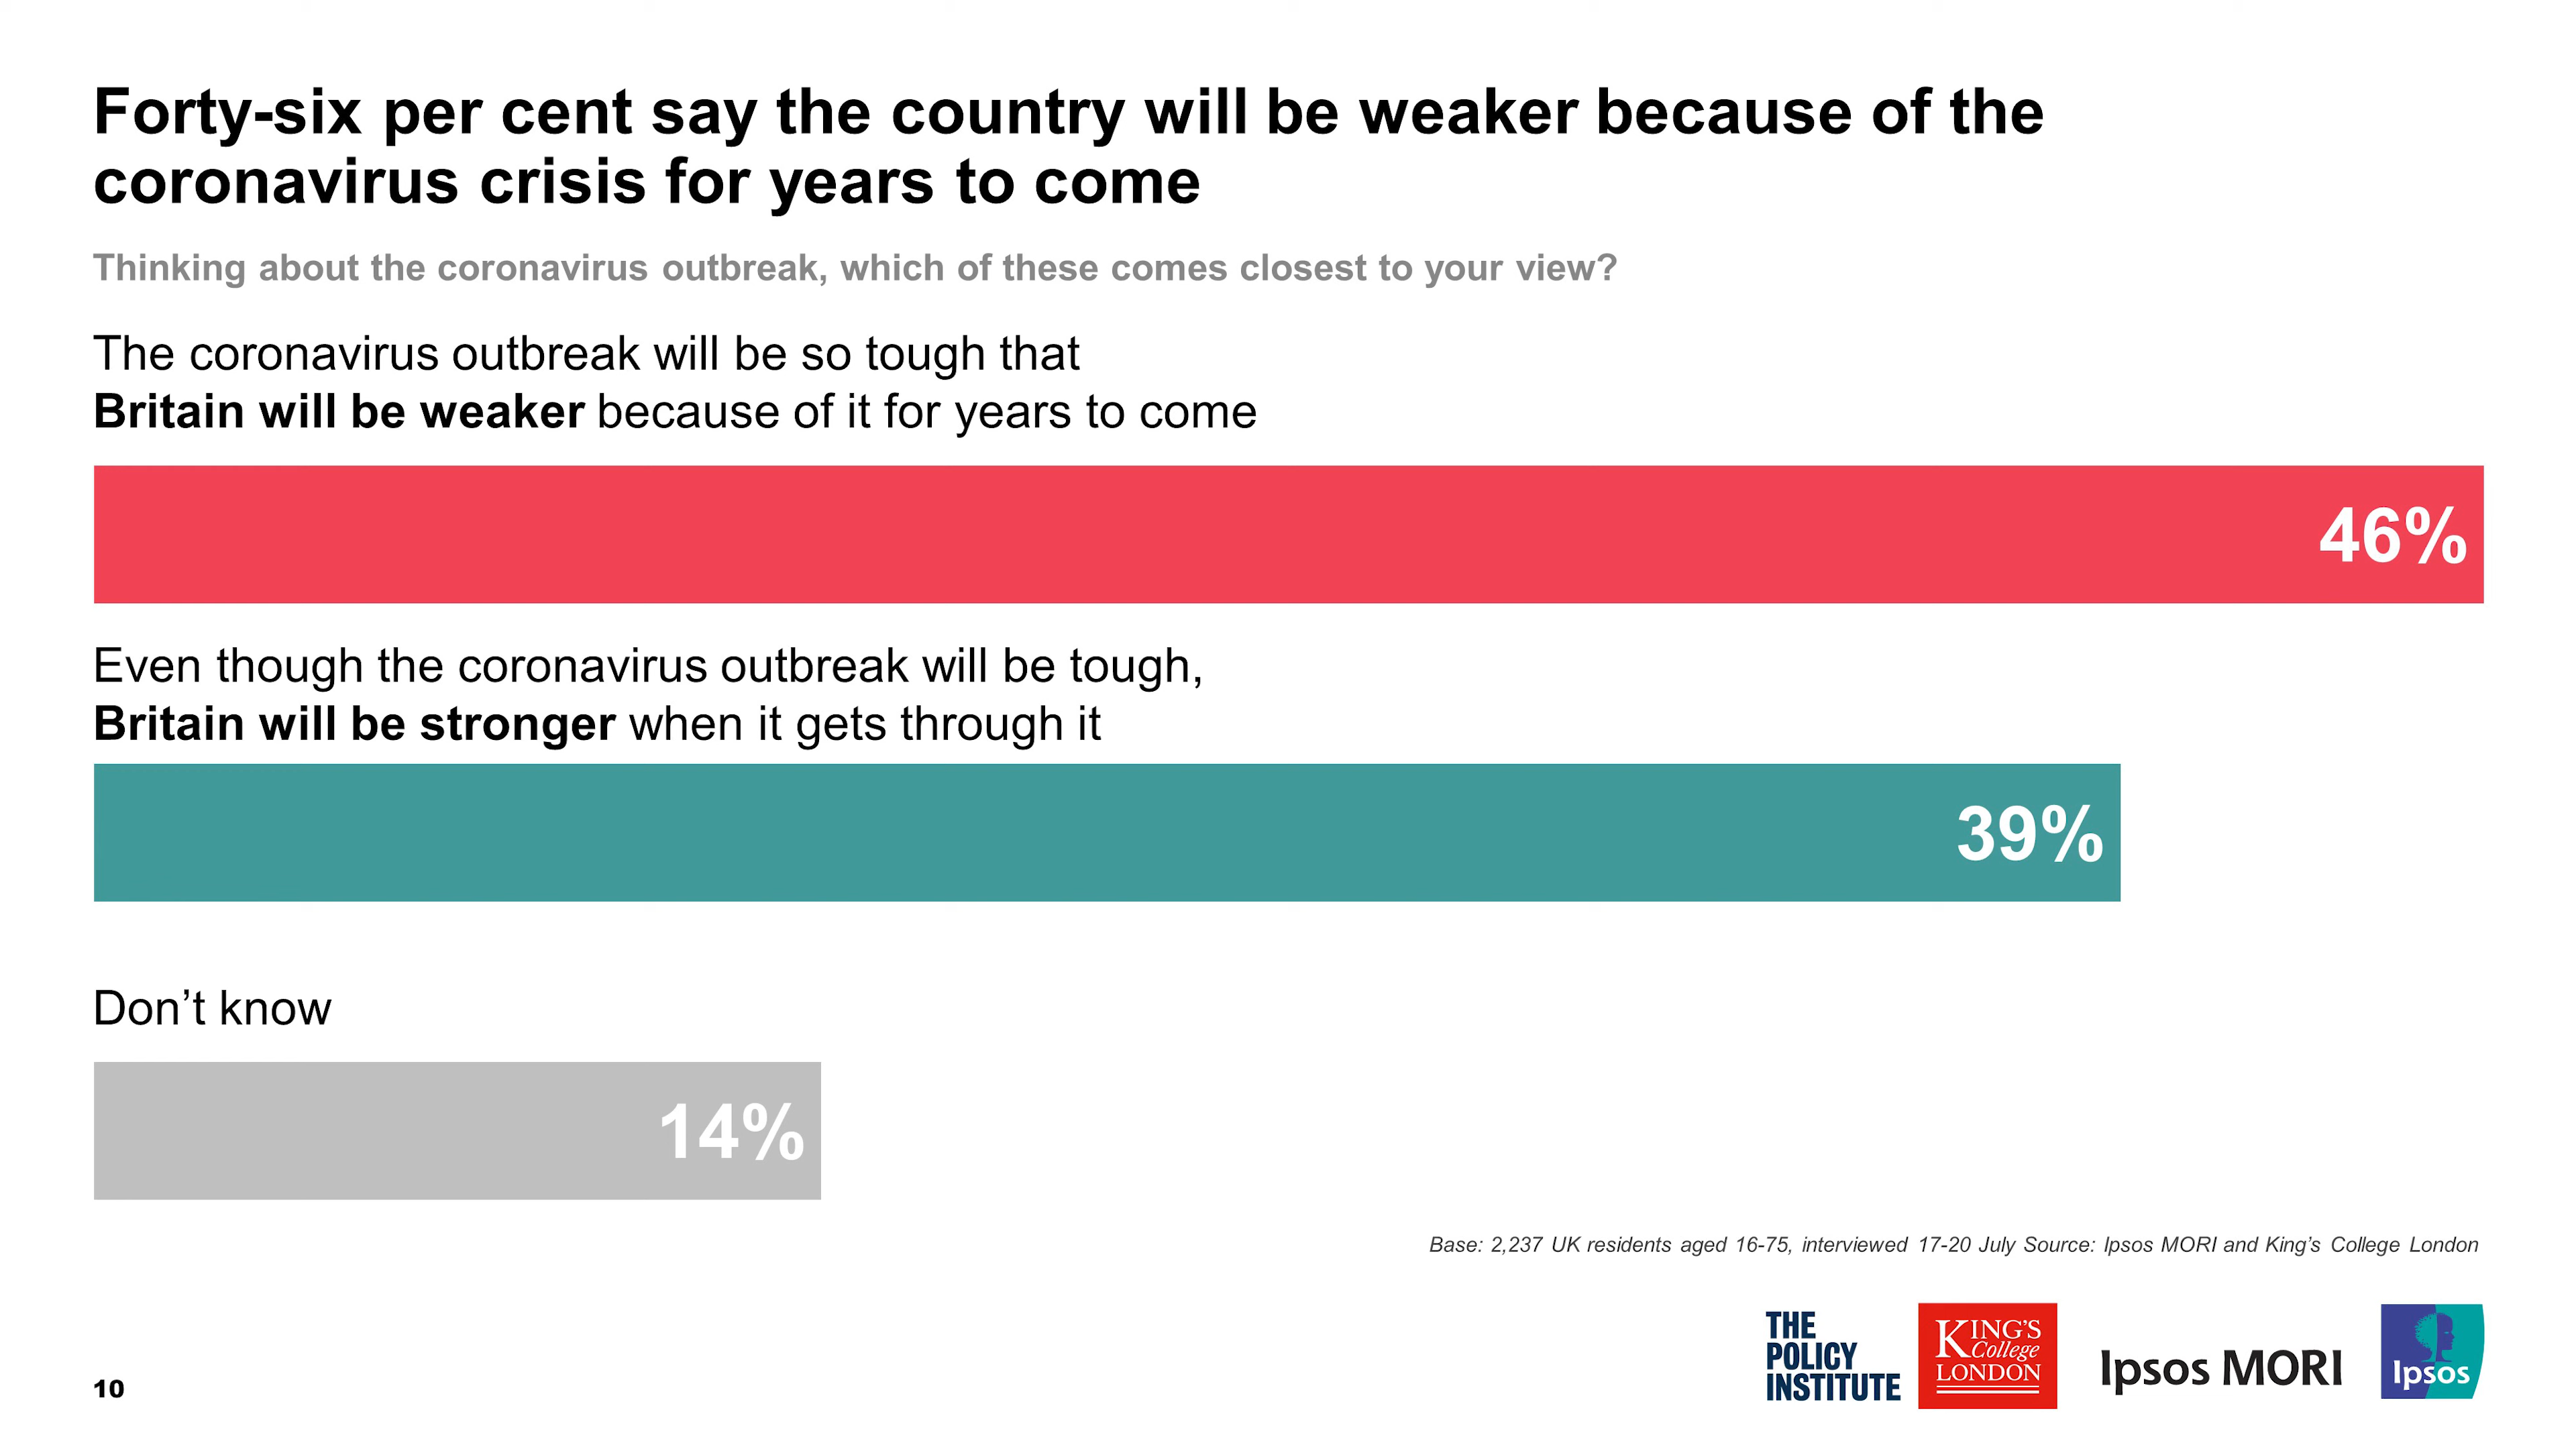 Forty-six per cent say the country will be weaker because of the
coronavirus crisis for years to come
Thinking about the coronavirus outbreak, which of these comes closest to your view?
The coronavirus outbreak will be so tough that
Britain will be weaker because of it for years to come
46%
Even though the coronavirus outbreak will be tough,
Britain will be stronger when it gets through it
39%
Don’t know
14%
Base: 2,237 UK residents aged 16-75, interviewed 17-20 July Source: Ipsos MORI and King’s College London
THE
POLICY
INSTITUTE
KING'S
College
LONDON
Ipsos MORI
Ipsos
10